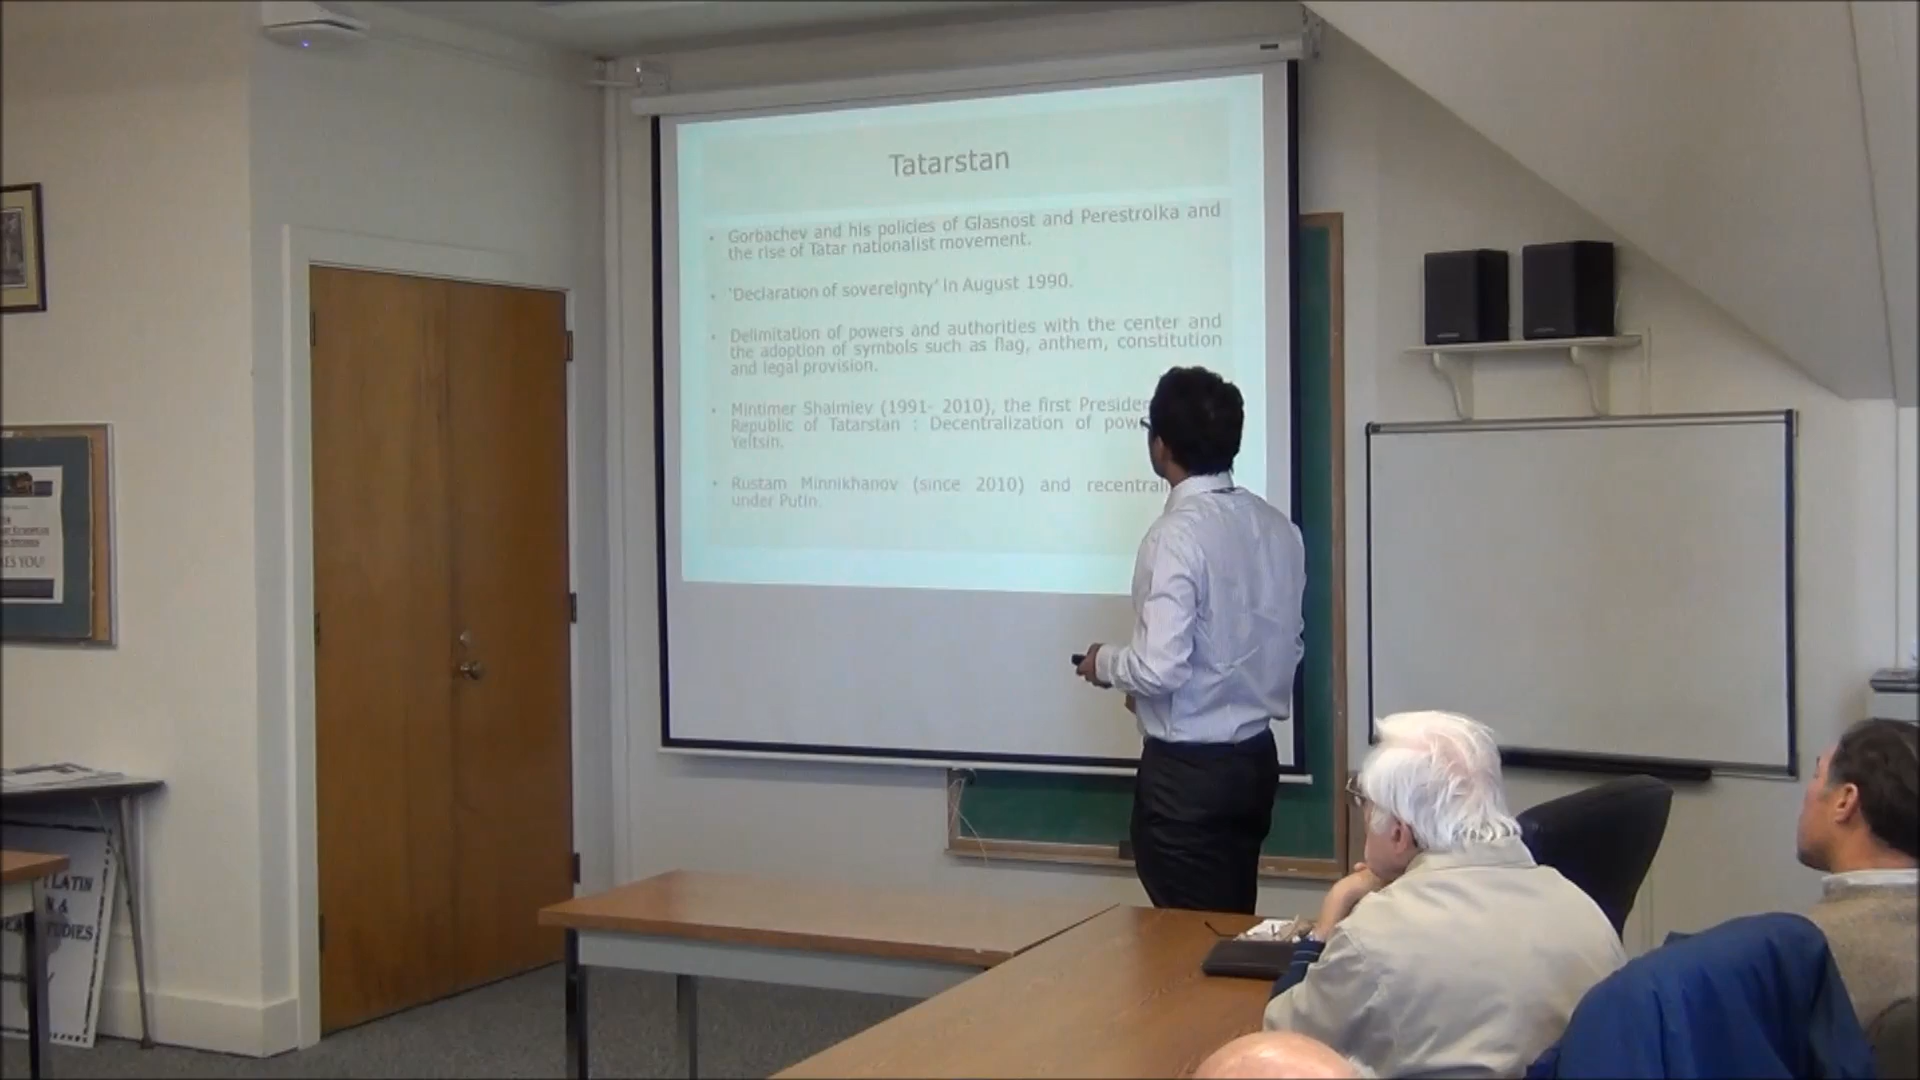 Tatarstan
• Gorbachev and his policies of Glasnost and Perestroika and
the rise of Tatar nationalist movement.
• 'Declaration of sovereignty' in August 1990.
• Delimitation of powers and authorities with the center and
the adoption of symbols such as flag, anthem, constitution
and legal provision.
• Mintimer Shaimiev (1991- 2010), the first
Republic of Tatarstan : Decentralization of
Yeltsin.
• Rustam Minnikhanov (since 2010) and
under Putin.
YOU!
LATIN
A
TUDIES